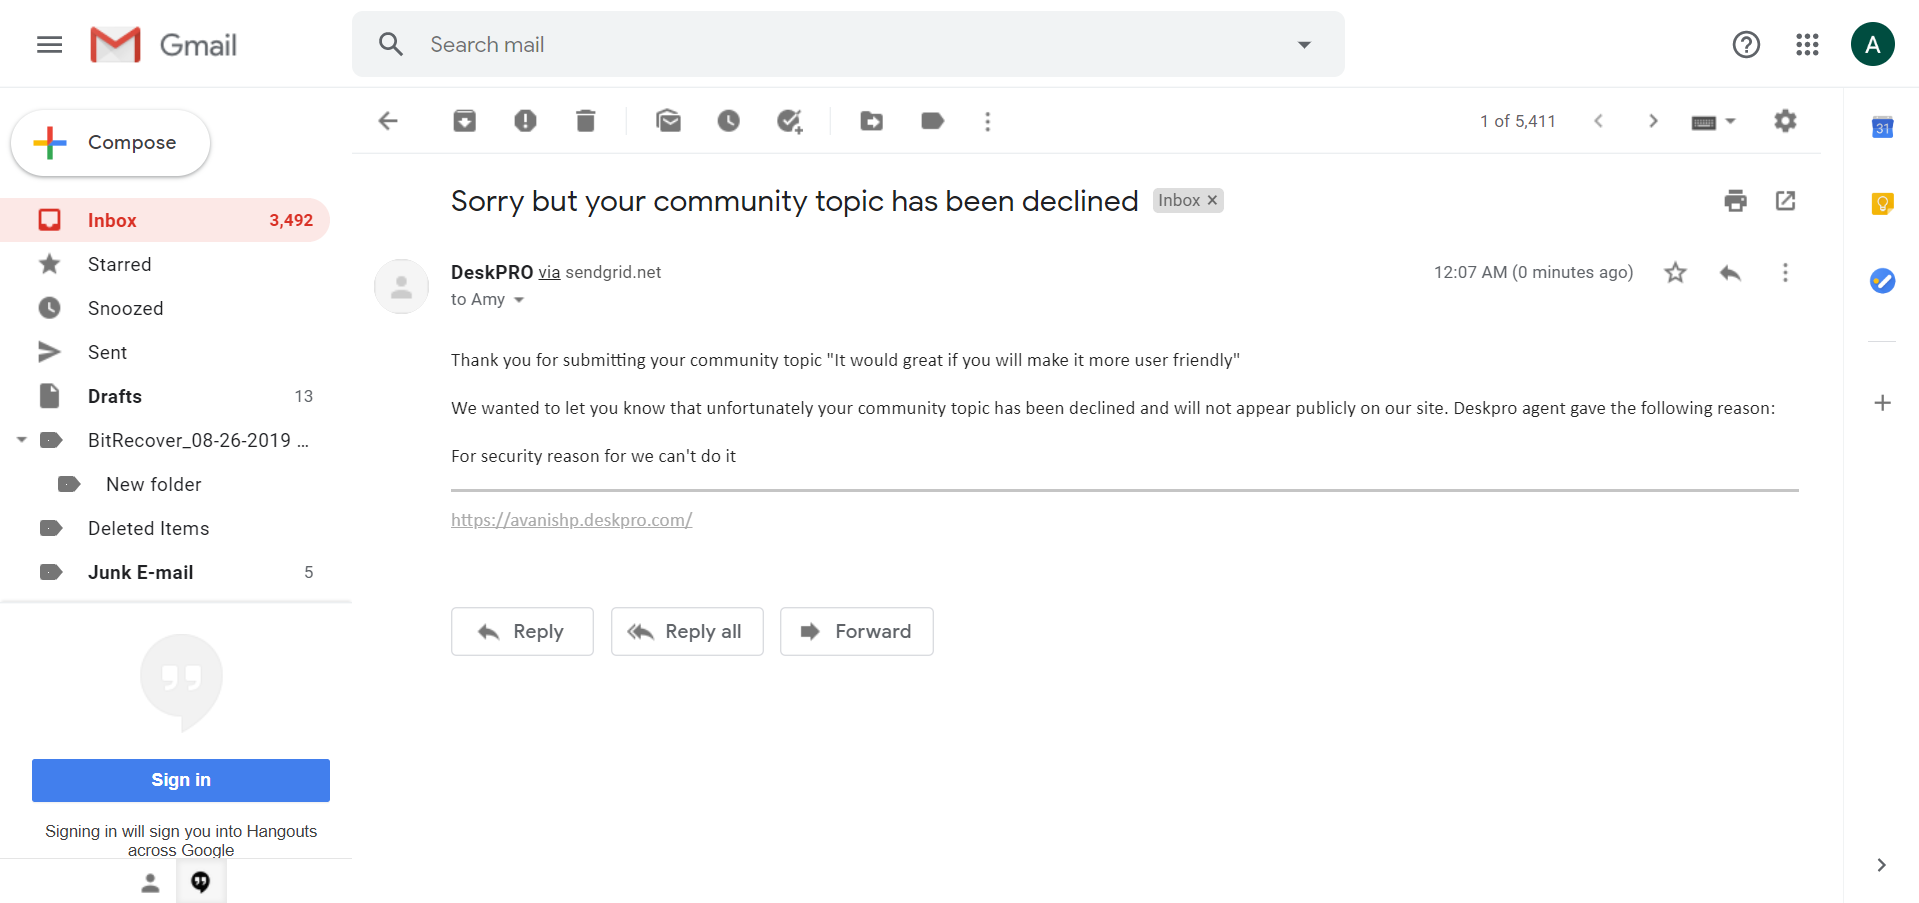 Gmail
Search mail
A
Compose
1 of 5,411
31
Inbox 3,492
Starred
Snoozed
Sent
Drafts 13
BitRecover_08-26-2019 ...
New folder
Deleted Items
Junk E-mail 5
Sorry but your community topic has been declined Inbox ×
DeskPRO via sendgrid.net 12:07 AM (0 minutes ago)
to Amy
Thank you for submitting your community topic "It would great if you will make it more user friendly"
We wanted to let you know that unfortunately your community topic has been declined and will not appear publicly on our site. Deskpro agent gave the following reason:
For security reason for we can't do it
https://avanishp.deskpro.com/
Reply Reply all Forward
Sign in
Signing in will sign you into Hangouts
across Google